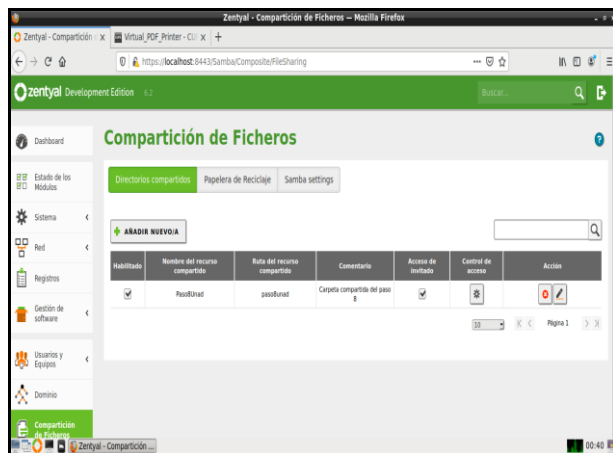 Zentyal - Compartición de Ficheros — Mozilla Firefox
Zentyal - Compartición
Virtual_PDF_Printer - CU
https://localhost:8443/Samba/Composite/FileSharing
zentyal Development Edition 6.2
Buscar...
Dashboard
Estado de los
Módulos
Sistema
Red
Registros
Gestión de
software
Usuarios y
Equipos
Dominio
Compartición
de Ficheros
Compartición de Ficheros
Directorios compartidos
Papelera de Reciclaje
Samba settings
AÑADIR NUEVO/A
Habilitado
Nombre del recurso
compartido
Ruta del recurso
compartido
Comentario
Acceso de
invitado
Control de
acceso
Acción
Paso8Unad
paso8unad
Carpeta compartida del paso
8
10
Página 1
Zentyal - Compartición ...
00:40